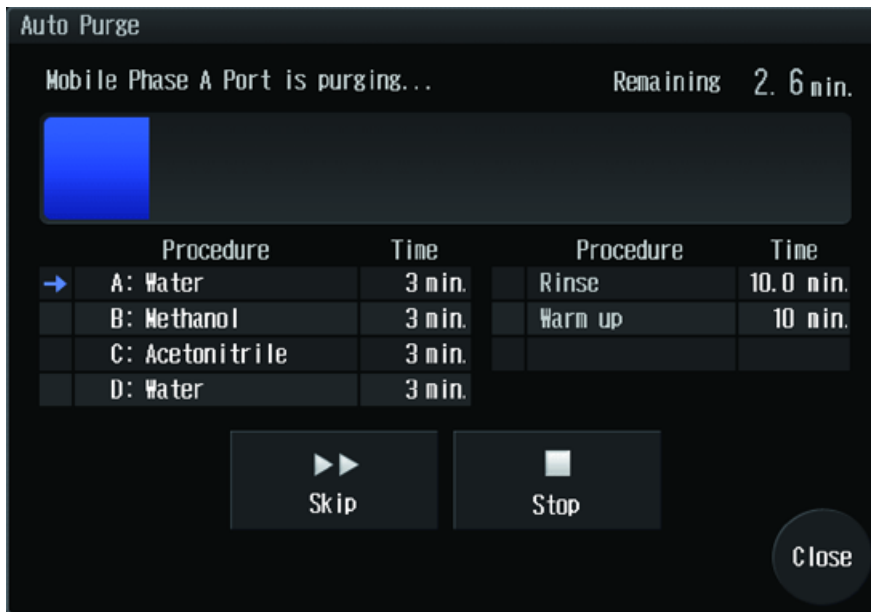 Auto Purge
Mobile Phase A Port is purging... Remaining 2.6 min.
Procedure Time Procedure Time
A: Water 3 min. Rinse 10.0 min.
B: Methanol 3 min. Warm up 10 min.
C: Acetonitrile 3 min.
D: Water 3 min.
Skip Stop
Close